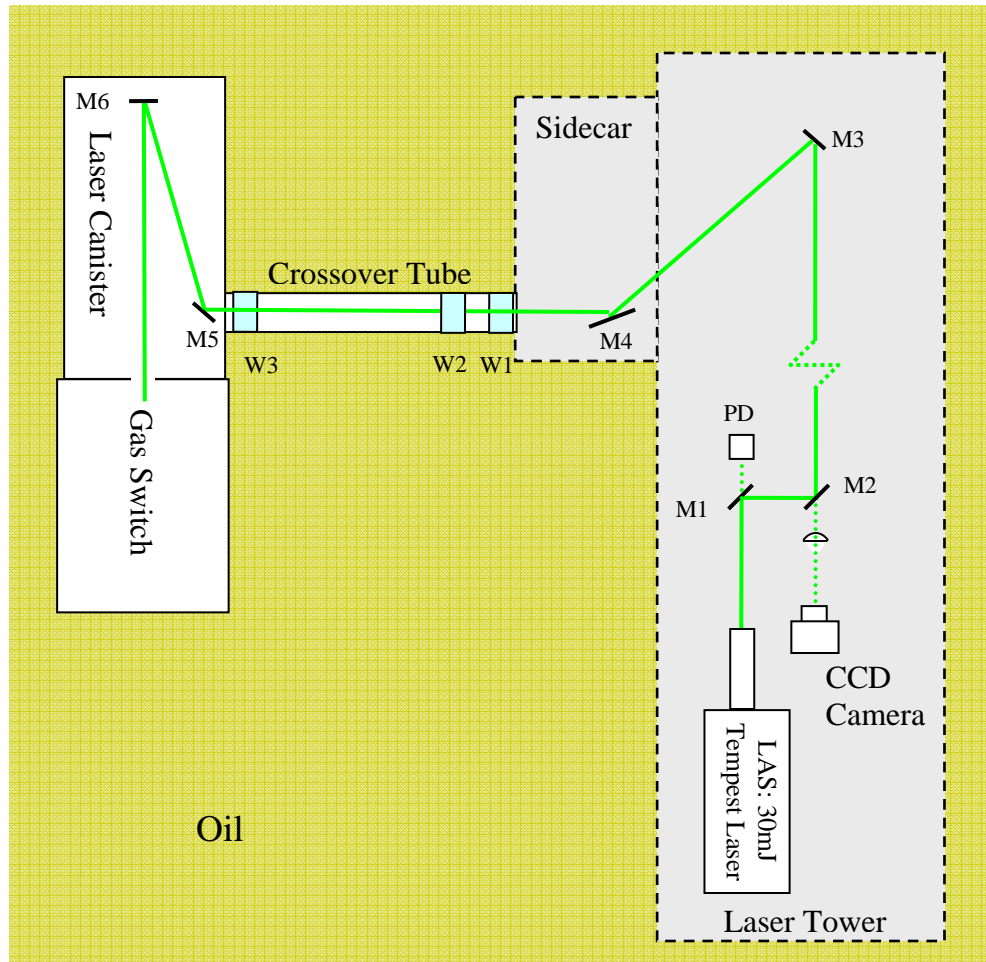 M6
Laser Canister
Sidecar
M3
Crossover Tube
M5
M4
W3
W2
W1
Gas Switch
PD
M1
M2
CCD
Camera
LAS: 30mJ
Tempest Laser
Oil
Laser Tower